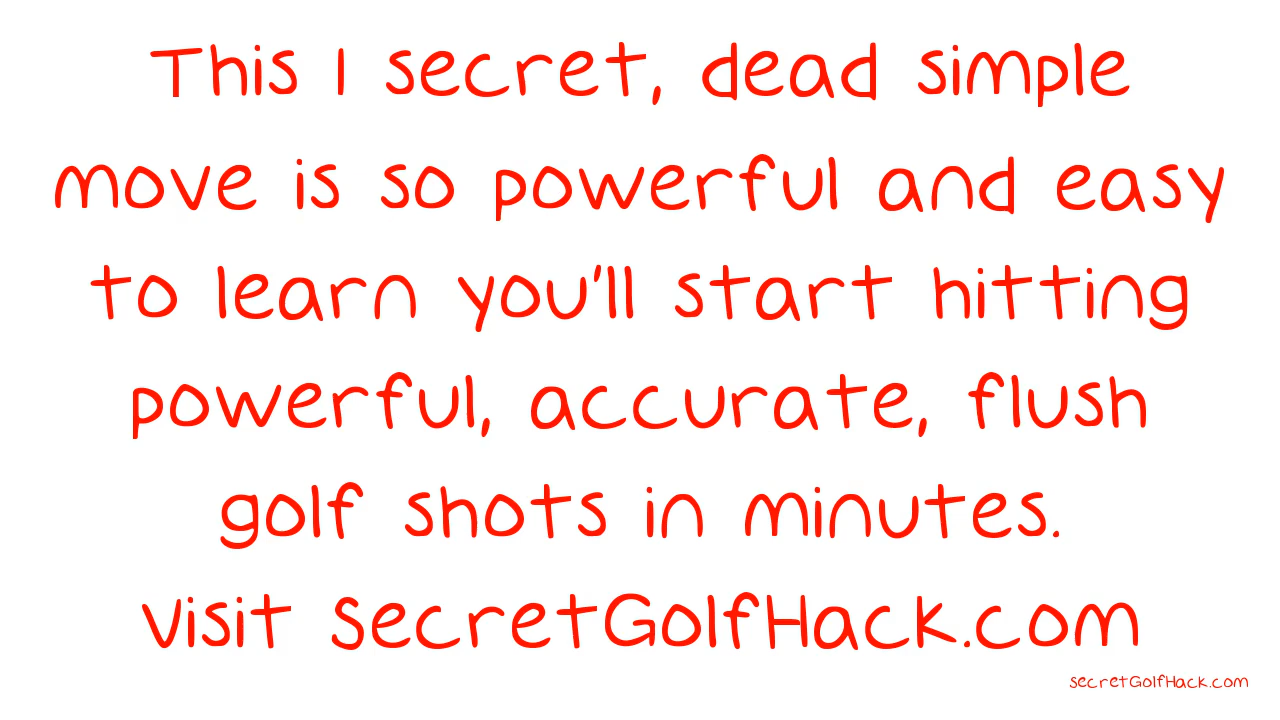 This 1 secret, dead simple
move is so powerful and easy
to learn you'll start hitting
powerful, accurate, flush
golf shots in minutes.
Visit SecretGolfHack.com
secretGolfHack.com